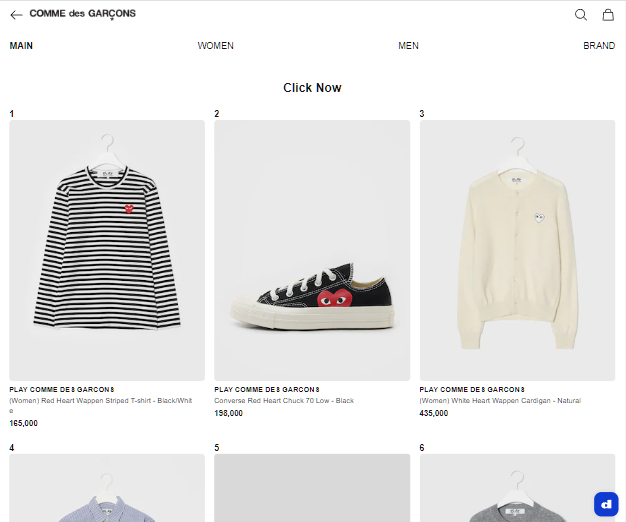 COMME des GARÇONS
MAIN WOMEN MEN BRAND
Click Now
1
2
3
PLAY COMME DES GARCONS
(Women) Red Heart Wappen Striped T-shirt - Black/Whit
e
165,000
PLAY COMME DES GARCONS
Converse Red Heart Chuck 70 Low - Black
198,000
PLAY COMME DES GARCONS
(Women) White Heart Wappen Cardigan - Natural
435,000
4
5
6
d